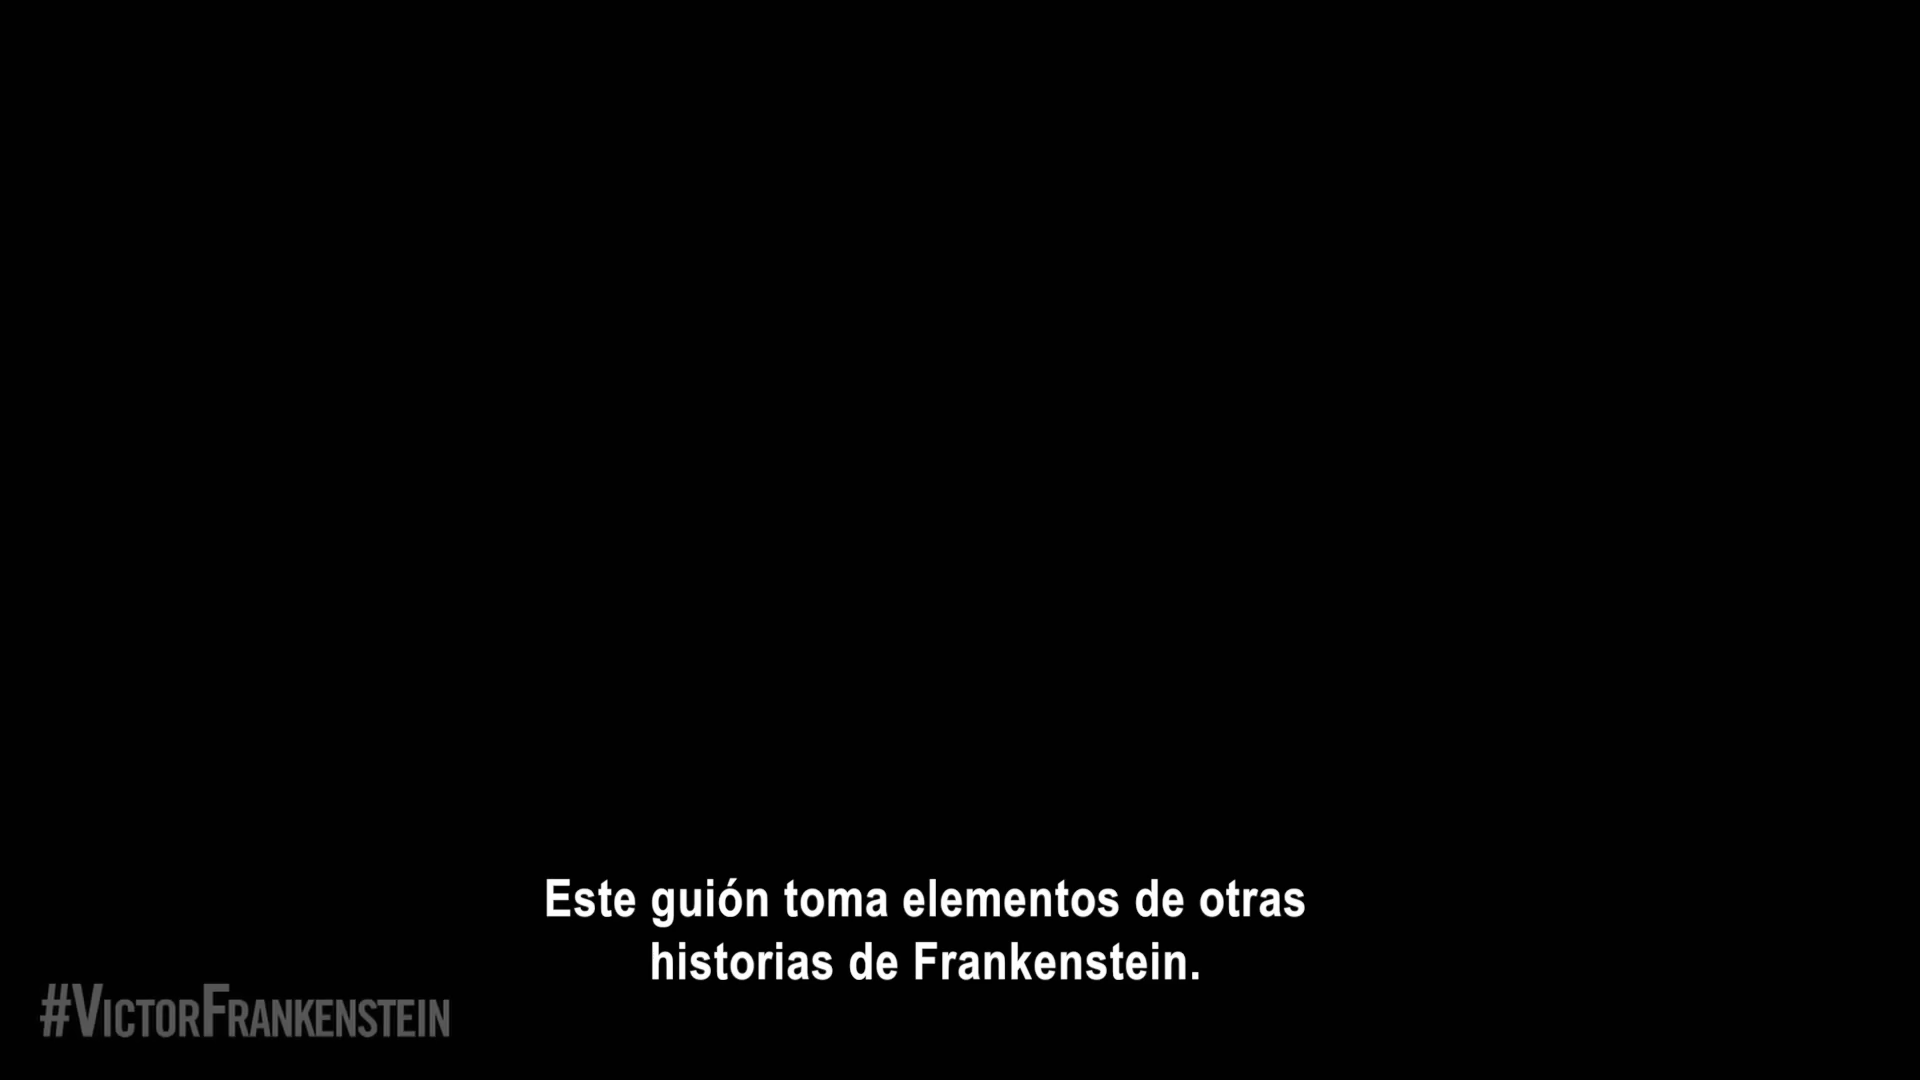 Este guión toma elementos de otras
historias de Frankenstein.
#VICTORFRANKENSTEIN